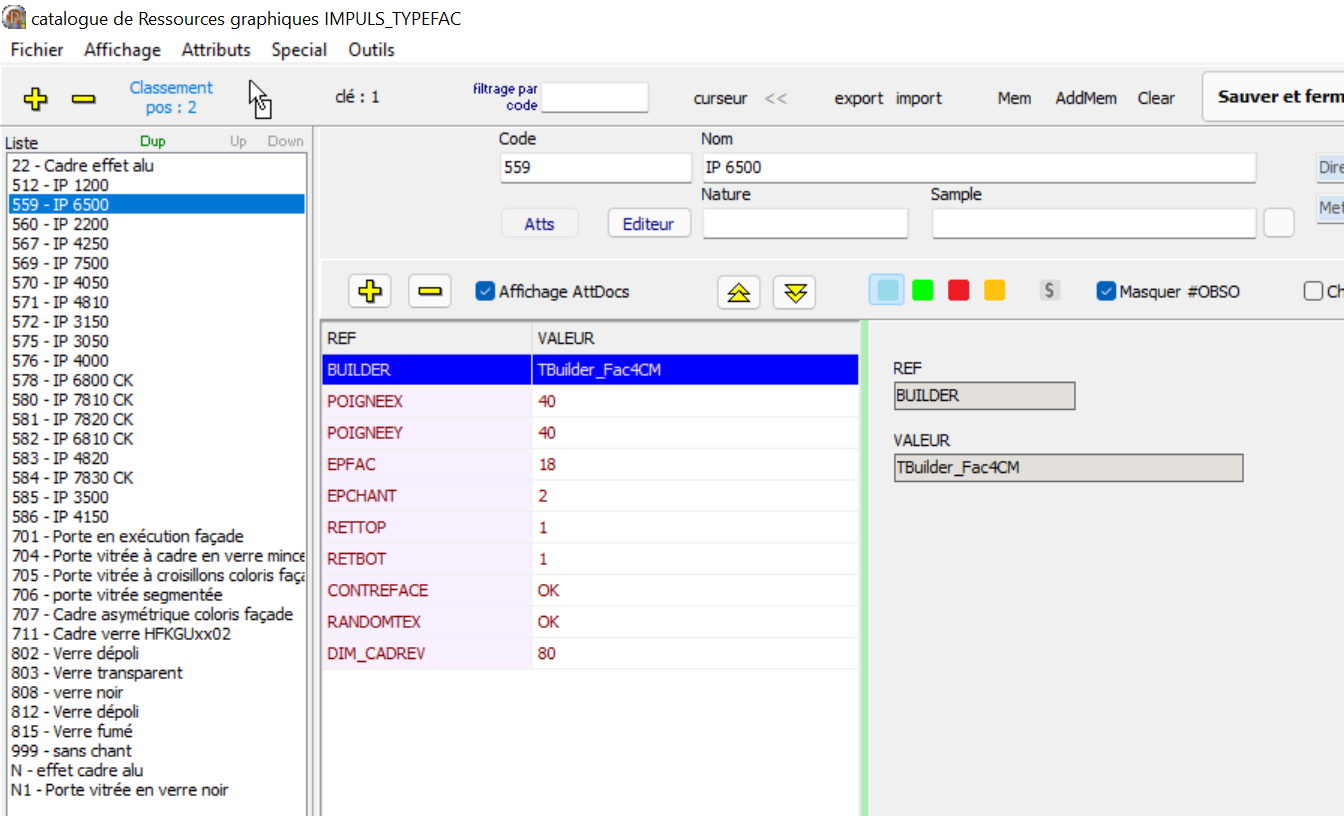 catalogue de Ressources graphiques IMPULS_TYPEFAC
Fichier Affichage Attributs Special Outils
Classement
pos : 2
clé : 1
filtrage par
code
curseur <<
export import
Mem AddMem Clear
Sauver et ferm
Liste Dup Up Down
22 - Cadre effet alu
512 - IP 1200
559 - IP 6500
560 - IP 2200
567 - IP 4250
569 - IP 7500
570 - IP 4050
571 - IP 4810
572 - IP 3150
575 - IP 3050
576 - IP 4000
578 - IP 6800 CK
580 - IP 7810 CK
581 - IP 7820 CK
582 - IP 6810 CK
583 - IP 4820
584 - IP 7830 CK
585 - IP 3500
586 - IP 4150
701 - Porte en exécution façade
704 - Porte vitrée à cadre en verre mince
705 - Porte vitrée à croisillons coloris faça
706 - porte vitrée segmentée
707 - Cadre asymétrique coloris façade
711 - Cadre verre HFKGUxx02
802 - Verre dépoli
803 - Verre transparent
808 - verre noir
812 - Verre dépoli
815 - Verre fumé
999 - sans chant
N - effet cadre alu
N1 - Porte vitrée en verre noir
Code Nom
559 IP 6500
Dire
Nature Sample
Met
Atts Editeur
Affichage AttDocs
$
Masquer #OBSO
Ch
REF VALEUR
BUILDER TBuilder_Fac4CM
POIGNEEX 40
POIGNEEY 40
EPFAC 18
EPCHANT 2
RETTOP 1
RETBOT 1
CONTREFACE OK
RANDOMTEX OK
DIM_CADREV 80
REF
BUILDER
VALEUR
TBuilder_Fac4CM